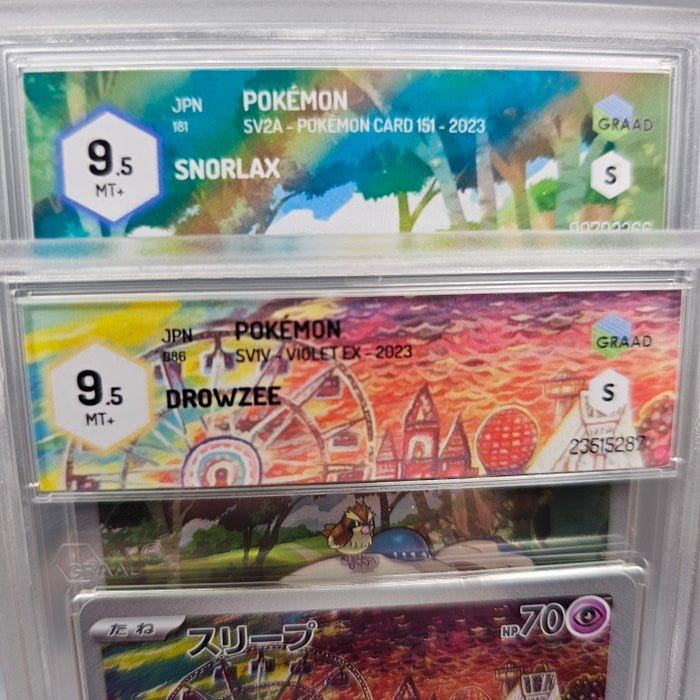 JPN POKÉMON
181 SV2A - POKÉMON CARD 151 - 2023
GRAAD
9.5
MT+
SNORLAX
S
JPN POKÉMON
086 SV1V - VIOLET EX - 2023
GRAAD
9.5
MT+
DROWZEE
S
23615287
GRAAD
たね スリープ HP70